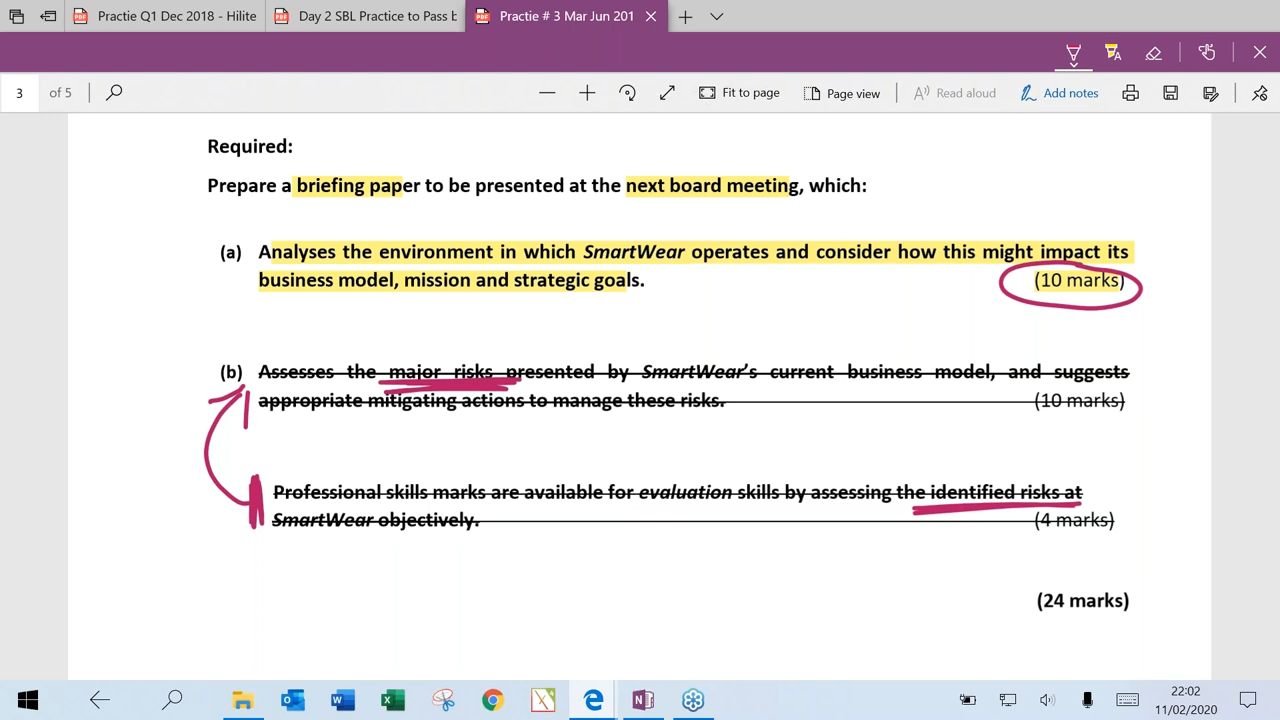 Practie Q1 Dec 2018 - Hilite
Day 2 SBL Practice to Pass b
Practie # 3 Mar Jun 201
3 of 5
Fit to page
Page view
Read aloud
Add notes
Required:
Prepare a briefing paper to be presented at the next board meeting, which:
(a) Analyses the environment in which SmartWear operates and consider how this might impact its
business model, mission and strategic goals. (10 marks)
(b) Assesses the major risks presented by SmartWear's current business model, and suggests
appropriate mitigating actions to manage these risks. (10 marks)
Professional skills marks are available for evaluation skills by assessing the identified risks at
SmartWear objectively. (4 marks)
(24 marks)
22:02
11/02/2020